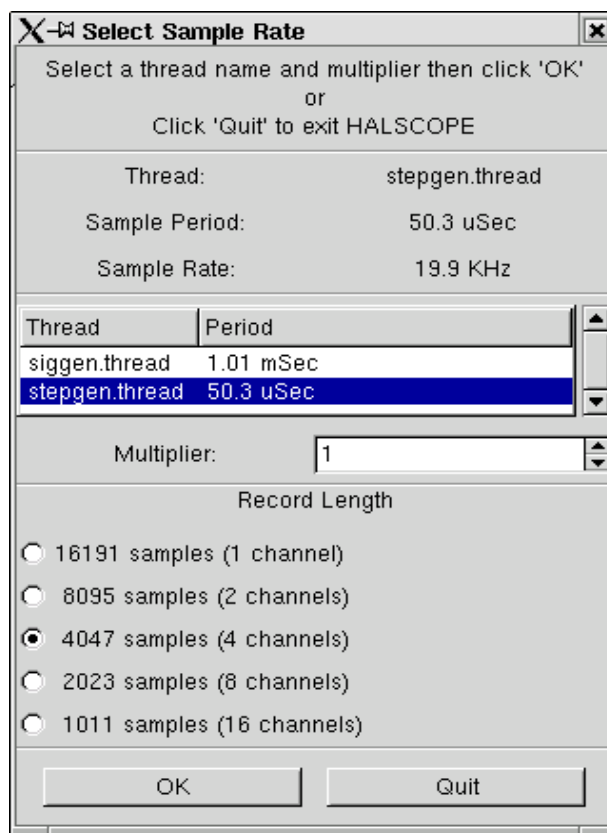 Select Sample Rate
Select a thread name and multiplier then click 'OK'
or
Click 'Quit' to exit HALSCOPE
Thread: stepgen.thread
Sample Period: 50.3 uSec
Sample Rate: 19.9 KHz
Thread Period
siggen.thread 1.01 mSec
stepgen.thread 50.3 uSec
Multiplier: 1
Record Length
16191 samples (1 channel)
8095 samples (2 channels)
4047 samples (4 channels)
2023 samples (8 channels)
1011 samples (16 channels)
OK Quit